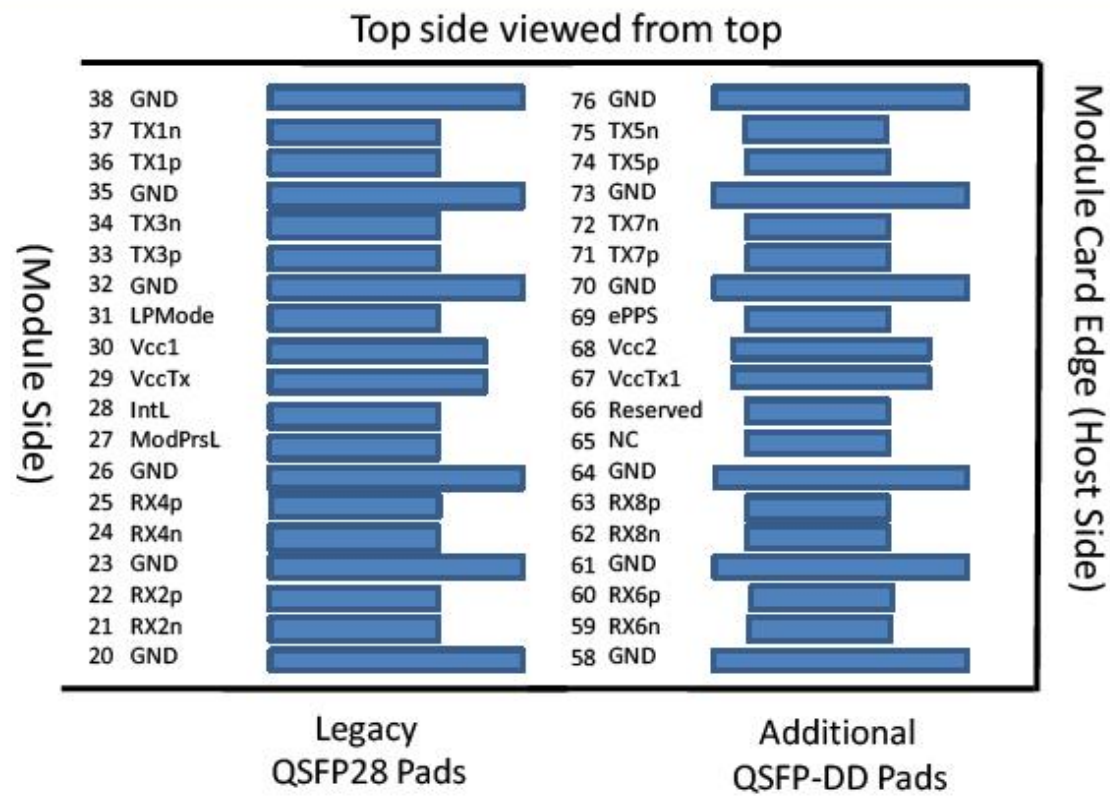 Top side viewed from top
38 GND 76 GND
37 TX1n 75 TX5n
36 TX1p 74 TX5p
35 GND 73 GND
34 TX3n 72 TX7n
33 TX3p 71 TX7p
32 GND 70 GND
31 LPMode 69 ePPS
30 Vcc1 68 Vcc2
29 VccTx 67 VccTx1
28 IntL 66 Reserved
27 ModPrsL 65 NC
26 GND 64 GND
25 RX4p 63 RX8p
24 RX4n 62 RX8n
23 GND 61 GND
22 RX2p 60 RX6p
21 RX2n 59 RX6n
20 GND 58 GND
(Module Side)
Module Card Edge (Host Side)
Legacy
QSFP28 Pads
Additional
QSFP-DD Pads